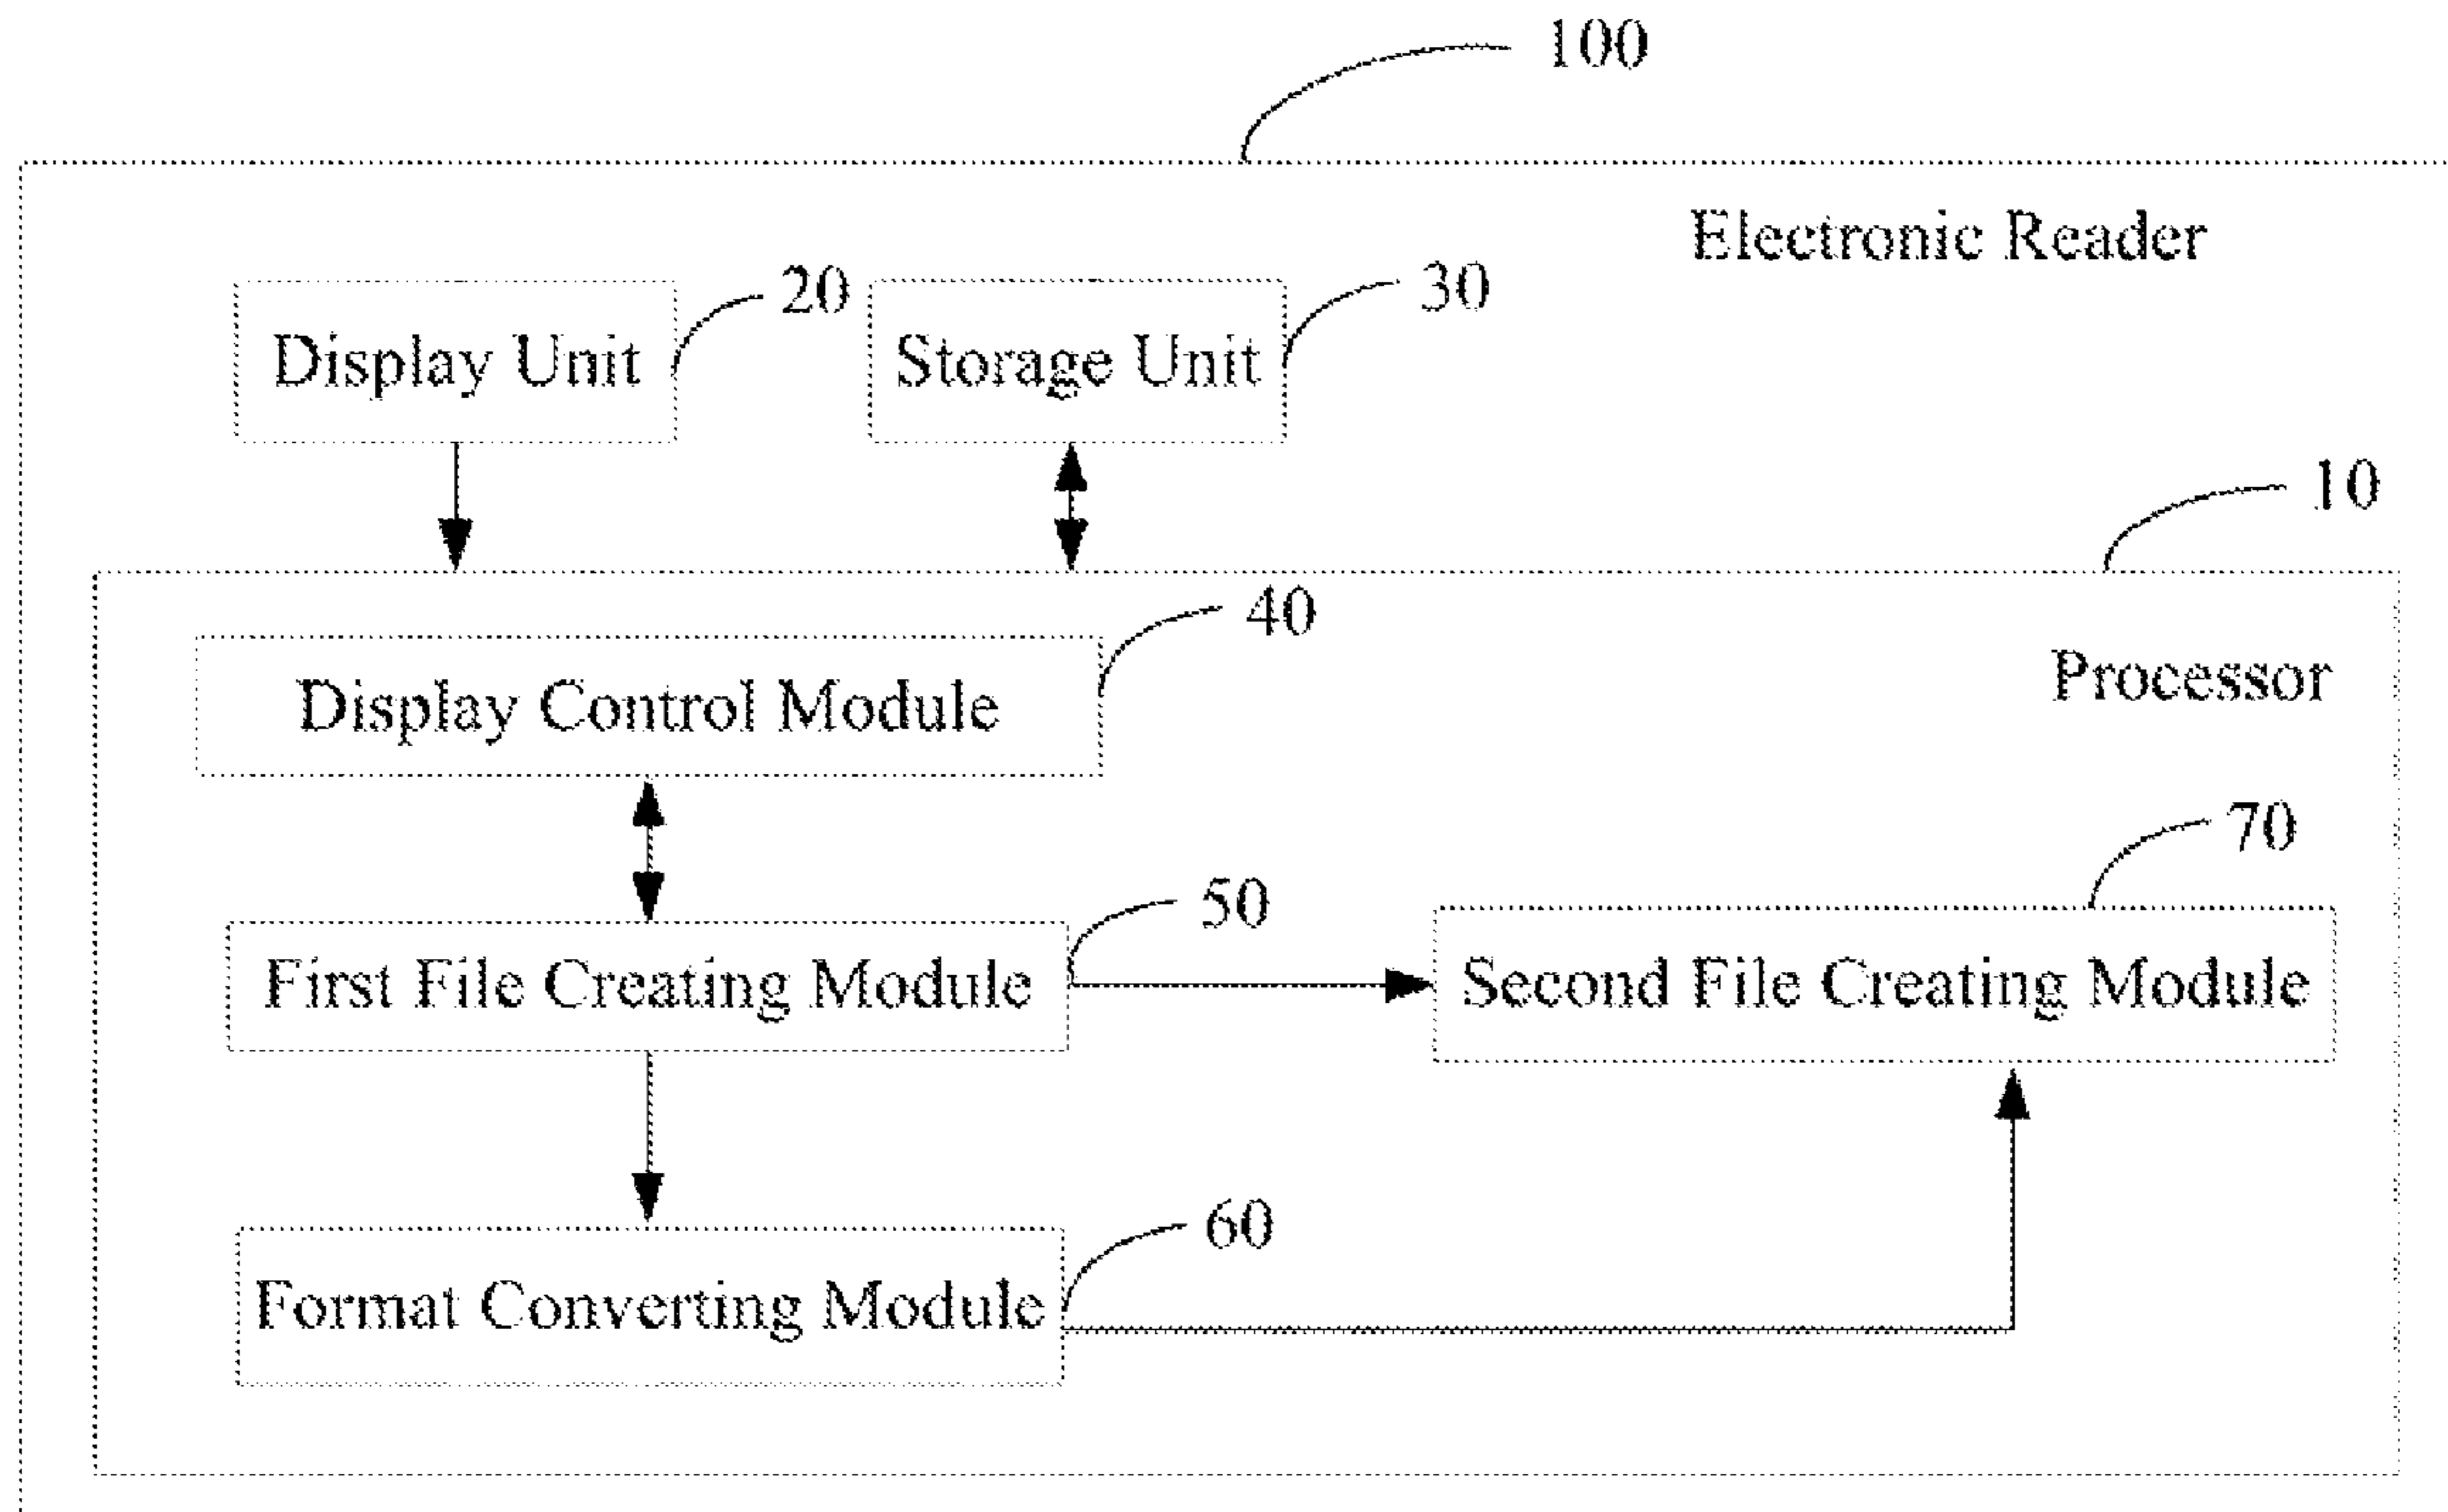 100
Electronic Reader
20
30
Display Unit
Storage Unit
10
40
Processor
Display Control Module
70
50
First File Creating Module
Second File Creating Module
60
Format Converting Module